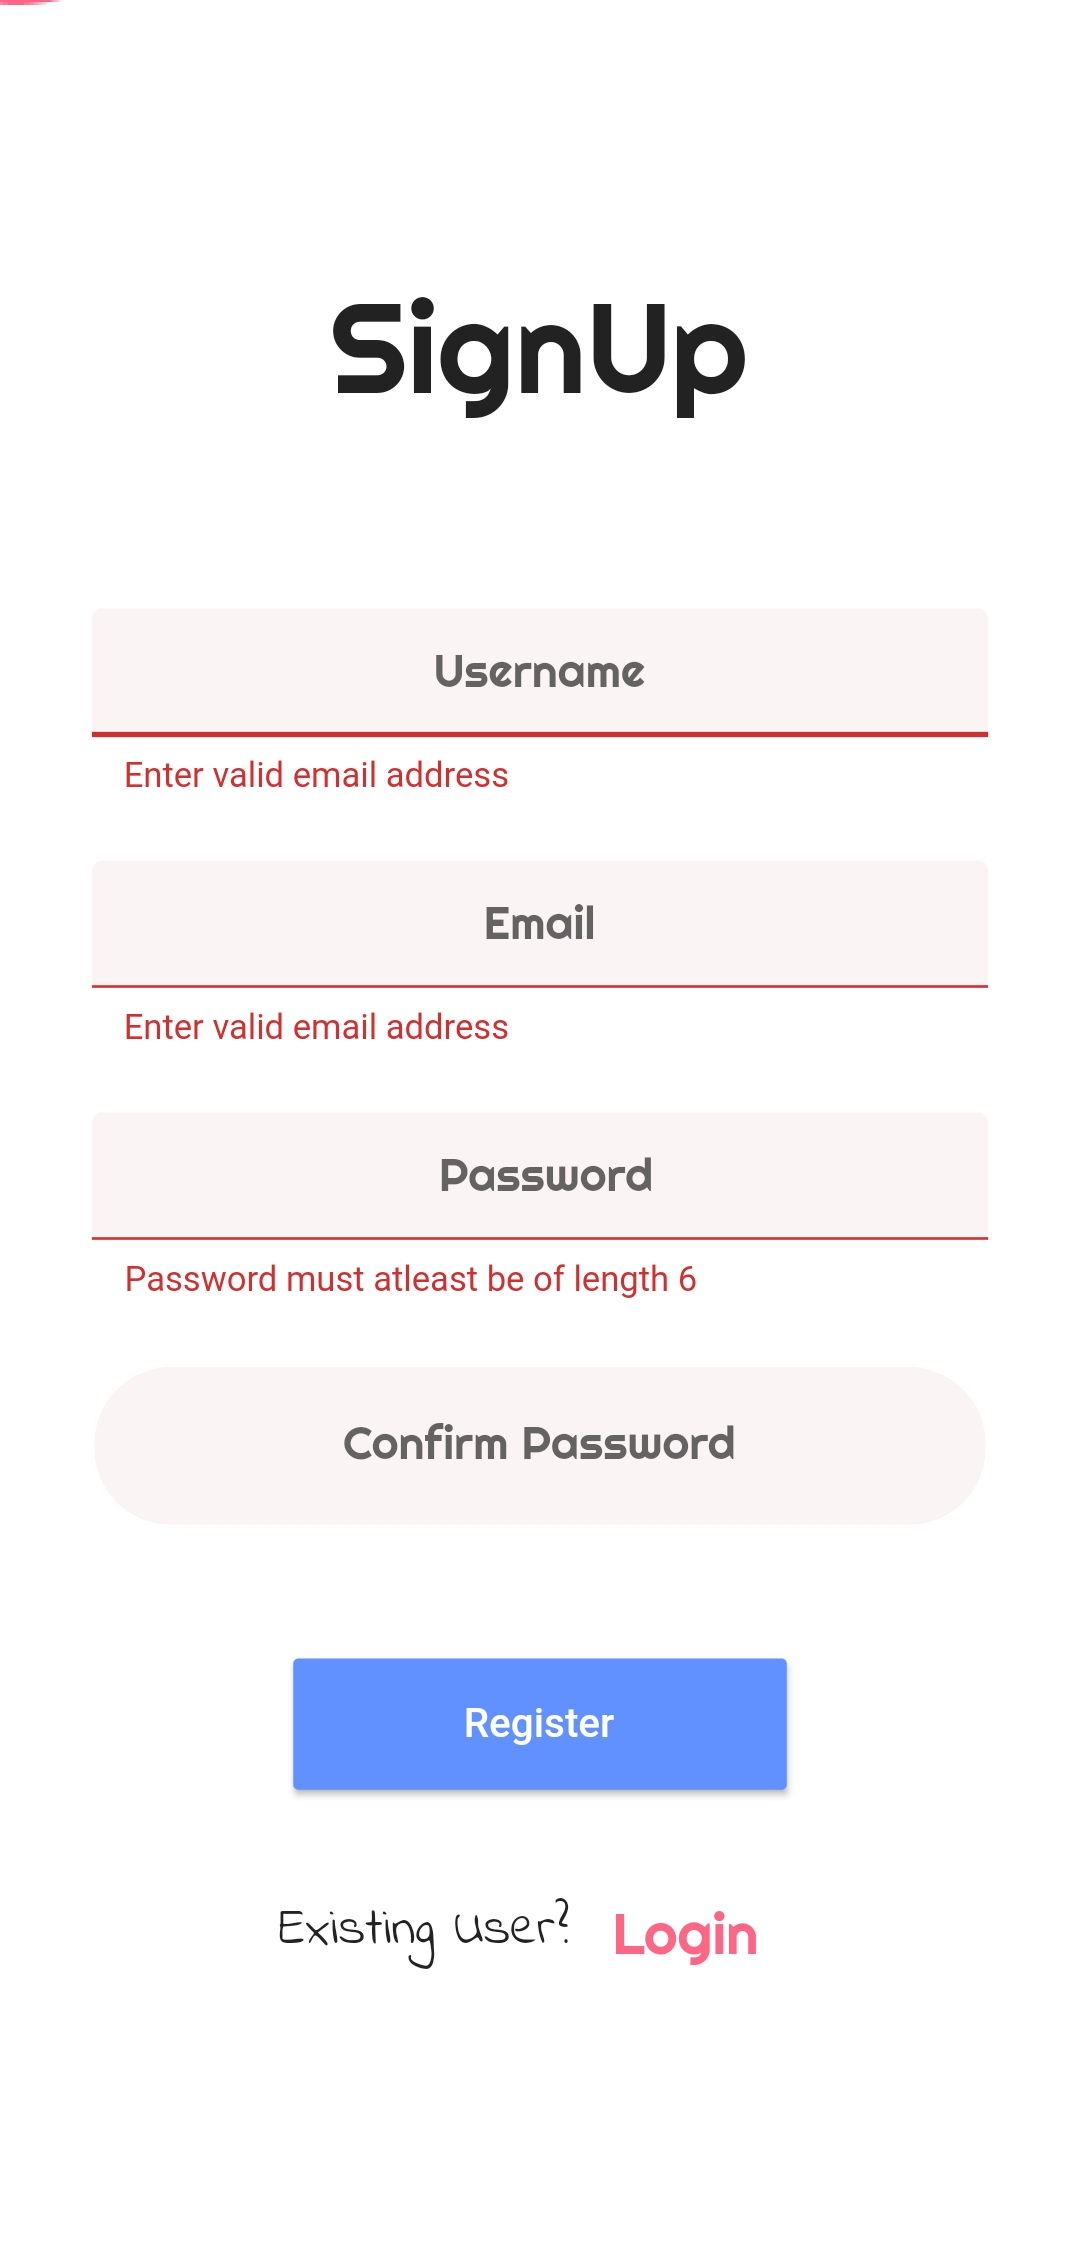 SignUp
Username
Enter valid email address
Email
Enter valid email address
Password
Password must atleast be of length 6
Confirm Password
Register
Existing User? Login